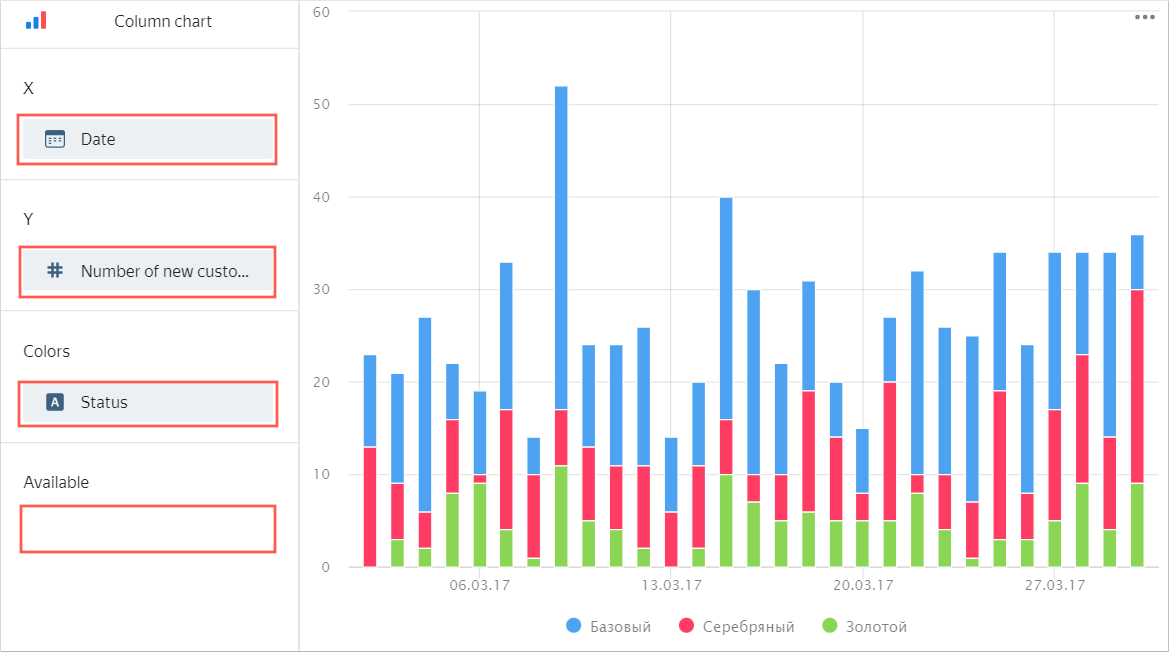 Column chart
X
Date
Y
Number of new custo...
Colors
A Status
Available
60
50
40
30
20
10
0
06.03.17 13.03.17 20.03.17 27.03.17
Базовый Серебряный Золотой